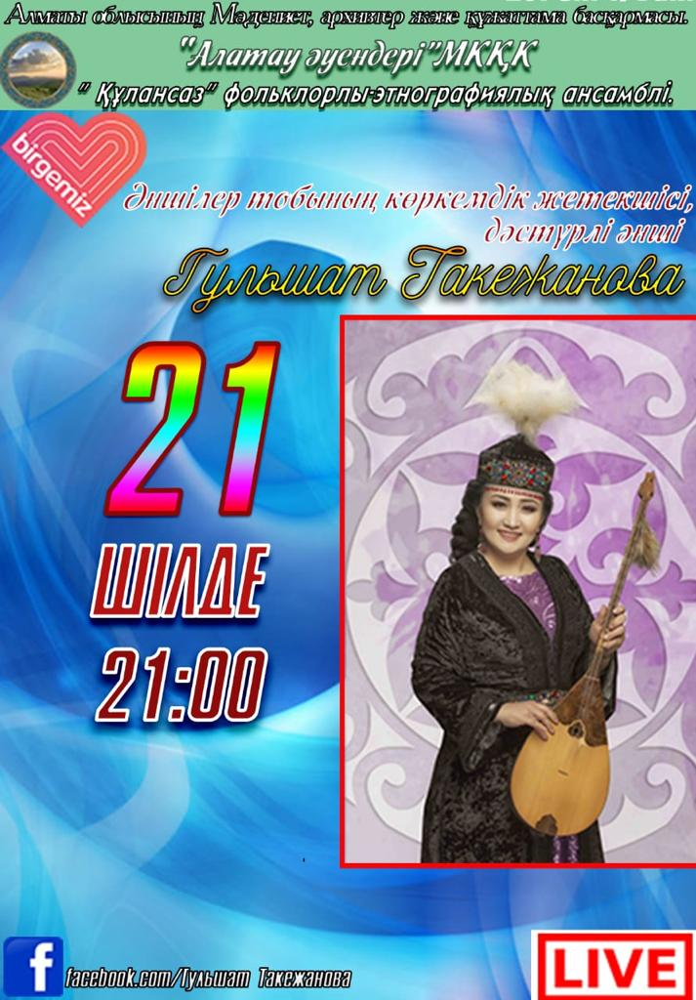 Алматы облысының Мәдениет, архивтер және құжаттама басқармасы.
"Алатау әуендері" МКҚК
" Құлансаз" фольклорлы-этнографиялық ансамблі.
birgemiz
Әншілер тобының көркемдік жетекшісі,
дәстүрлі әнші
Гульшат Такежанова
21
ШІЛДЕ
21:00
f facebook.com/Гульшат Такежанова
LIVE